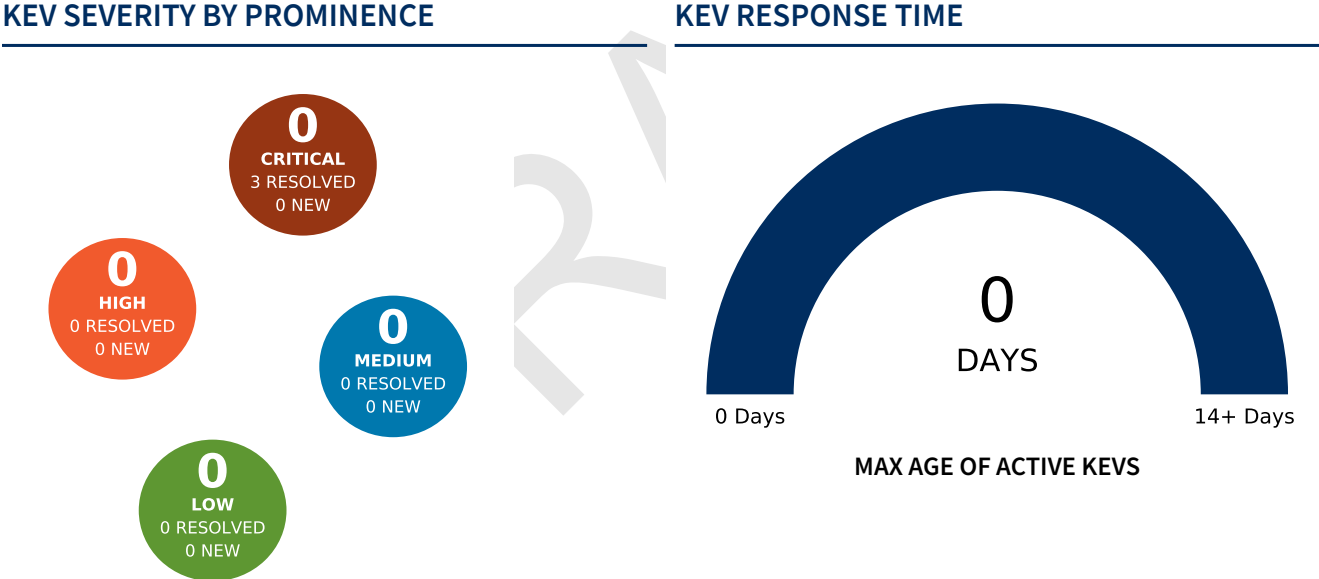 KEV SEVERITY BY PROMINENCE
0
CRITICAL
3 RESOLVED
0 NEW
0
HIGH
0 RESOLVED
0 NEW
0
MEDIUM
0 RESOLVED
0 NEW
0
LOW
0 RESOLVED
0 NEW
KEV RESPONSE TIME
0
DAYS
0 Days
14+ Days
MAX AGE OF ACTIVE KEVS